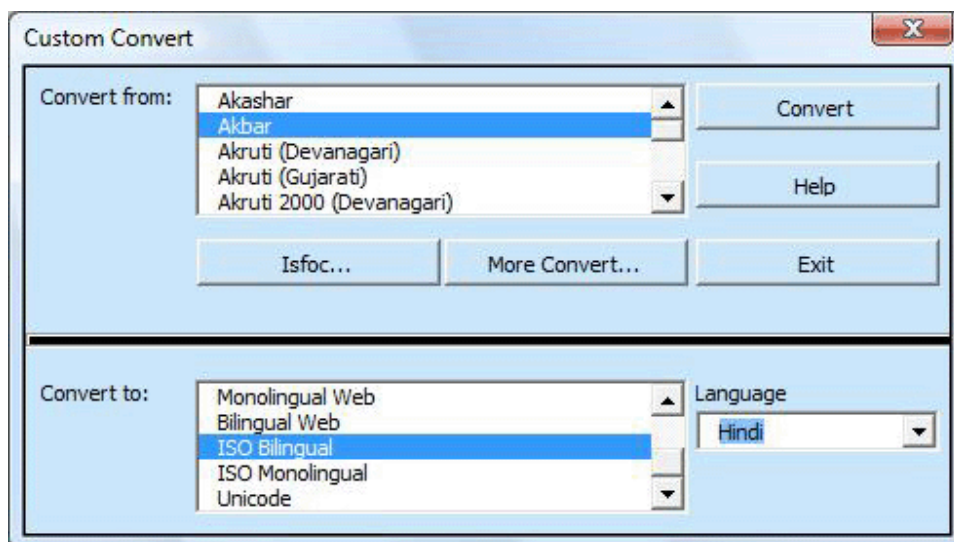 Custom Convert
Convert from:
Akashar
Akbar
Akruti (Devanagari)
Akruti (Gujarati)
Akruti 2000 (Devanagari)
Convert
Help
Isfoc...
More Convert...
Exit
Convert to:
Monolingual Web
Bilingual Web
ISO Bilingual
ISO Monolingual
Unicode
Language
Hindi